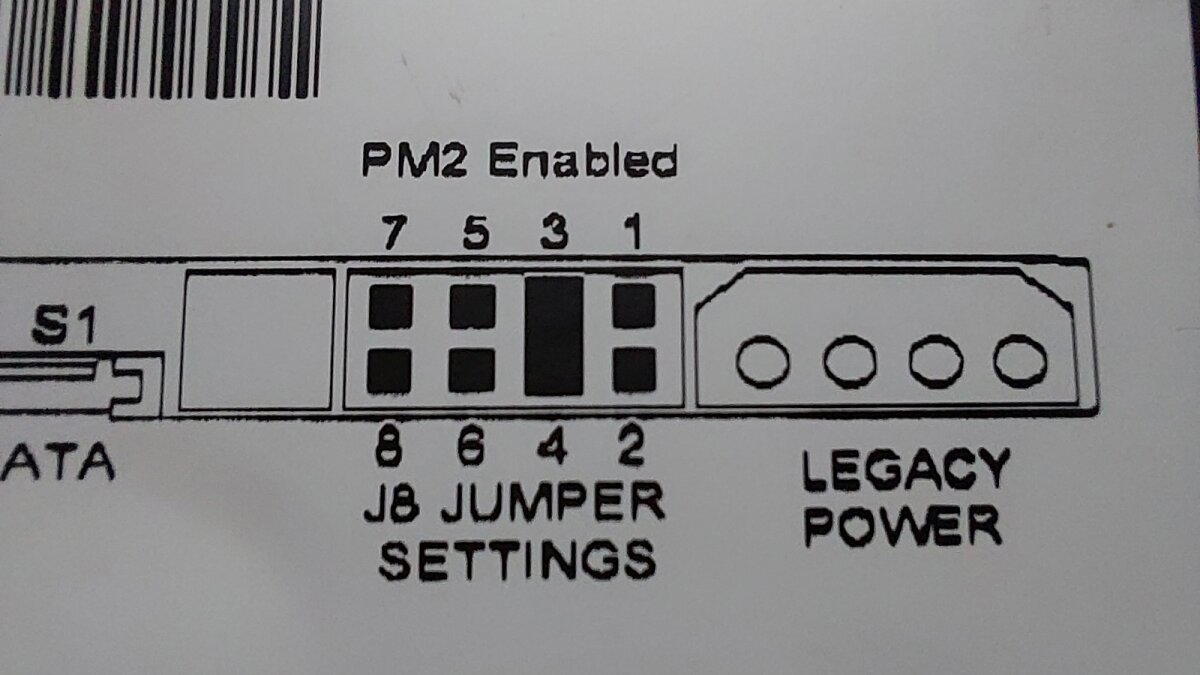 PM2 Enabled
7 5 3 1
S1
8 6 4 2
ATA
J8 JUMPER
SETTINGS
LEGACY
POWER